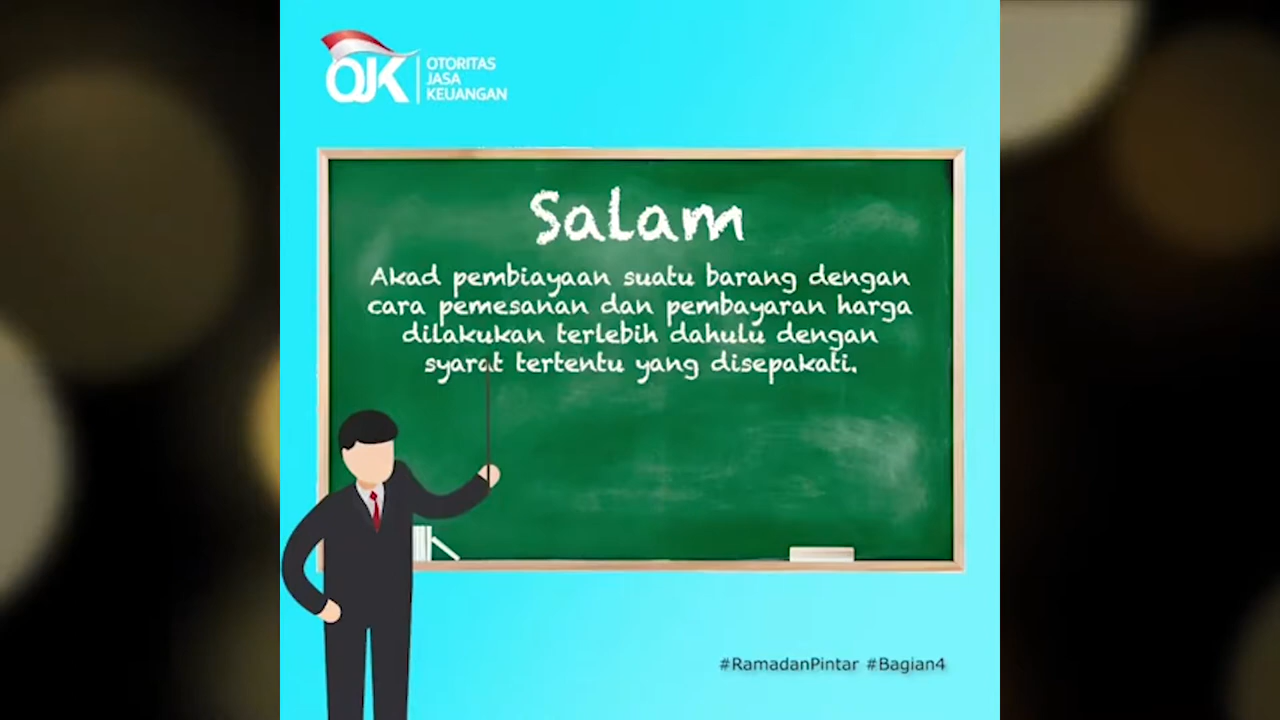 OJK
OTORITAS
JASA
KEUANGAN
Salam
Akad pembiayaan suatu barang dengan
cara pemesanan dan pembayaran harga
dilakukan terlebih dahulu dengan
syarat tertentu yang disepakati.
#RamadanPintar #Bagian4